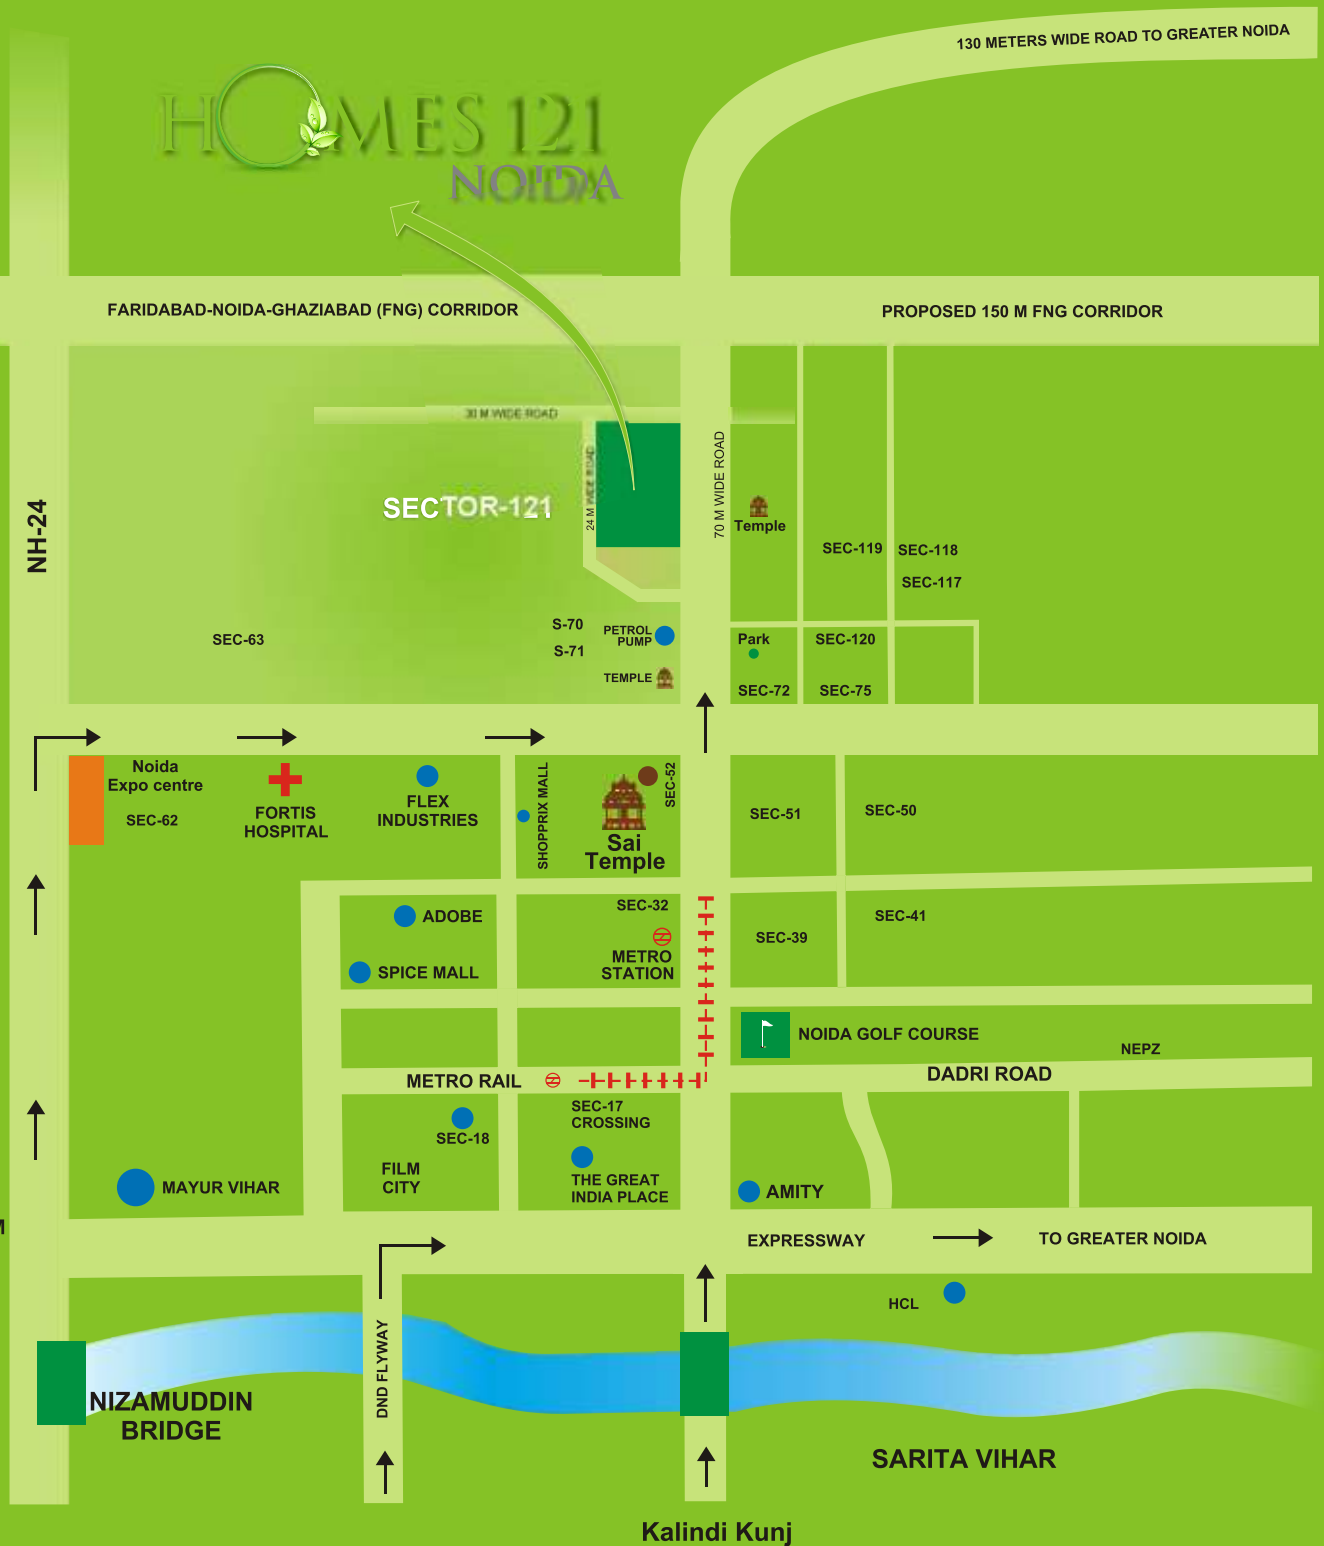 130 METERS WIDE ROAD TO GREATER NOIDA
HOMES 121
NOIDA
FARIDABAD-NOIDA-GHAZIABAD (FNG) CORRIDOR
PROPOSED 150 M FNG CORRIDOR
30 M WIDE ROAD
24 M WIDE ROAD
70 M WIDE ROAD
SECTOR-121
NH-24
Temple
SEC-119
SEC-118
SEC-117
SEC-63
S-70
S-71
PETROL
PUMP
TEMPLE
Park
SEC-120
SEC-72
SEC-75
Noida
Expo centre
SEC-62
FORTIS
HOSPITAL
FLEX
INDUSTRIES
SHOPPRIX MALL
Sai
Temple
SEC-52
SEC-51
SEC-50
ADOBE
SPICE MALL
SEC-32
METRO
STATION
SEC-39
SEC-41
NOIDA GOLF COURSE
NEPZ
DADRI ROAD
METRO RAIL
SEC-17
CROSSING
SEC-18
FILM
CITY
THE GREAT
INDIA PLACE
AMITY
MAYUR VIHAR
M
EXPRESSWAY
TO GREATER NOIDA
HCL
DND FLYWAY
NIZAMUDDIN
BRIDGE
SARITA VIHAR
Kalindi Kunj